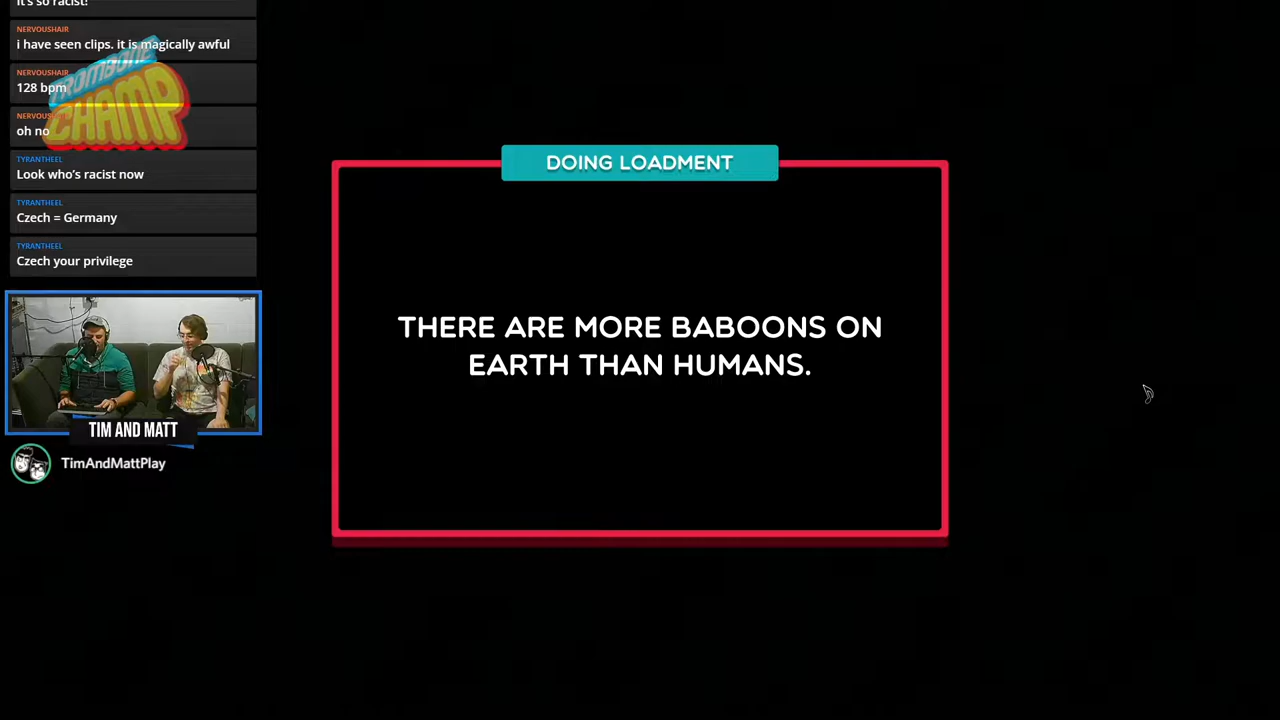 it's so racist!
NERVOUSHAIR
i have seen clips. it is magically awful
NERVOUSHAIR
128 bpm
TROMBONE
CHAMP
oh no
TYRANTHEEL
Look who's racist now
TYRANTHEEL
Czech = Germany
TYRANTHEEL
Czech your privilege
TIM AND MATT
TimAndMattPlay
DOING LOADMENT
THERE ARE MORE BABOONS ON
EARTH THAN HUMANS.